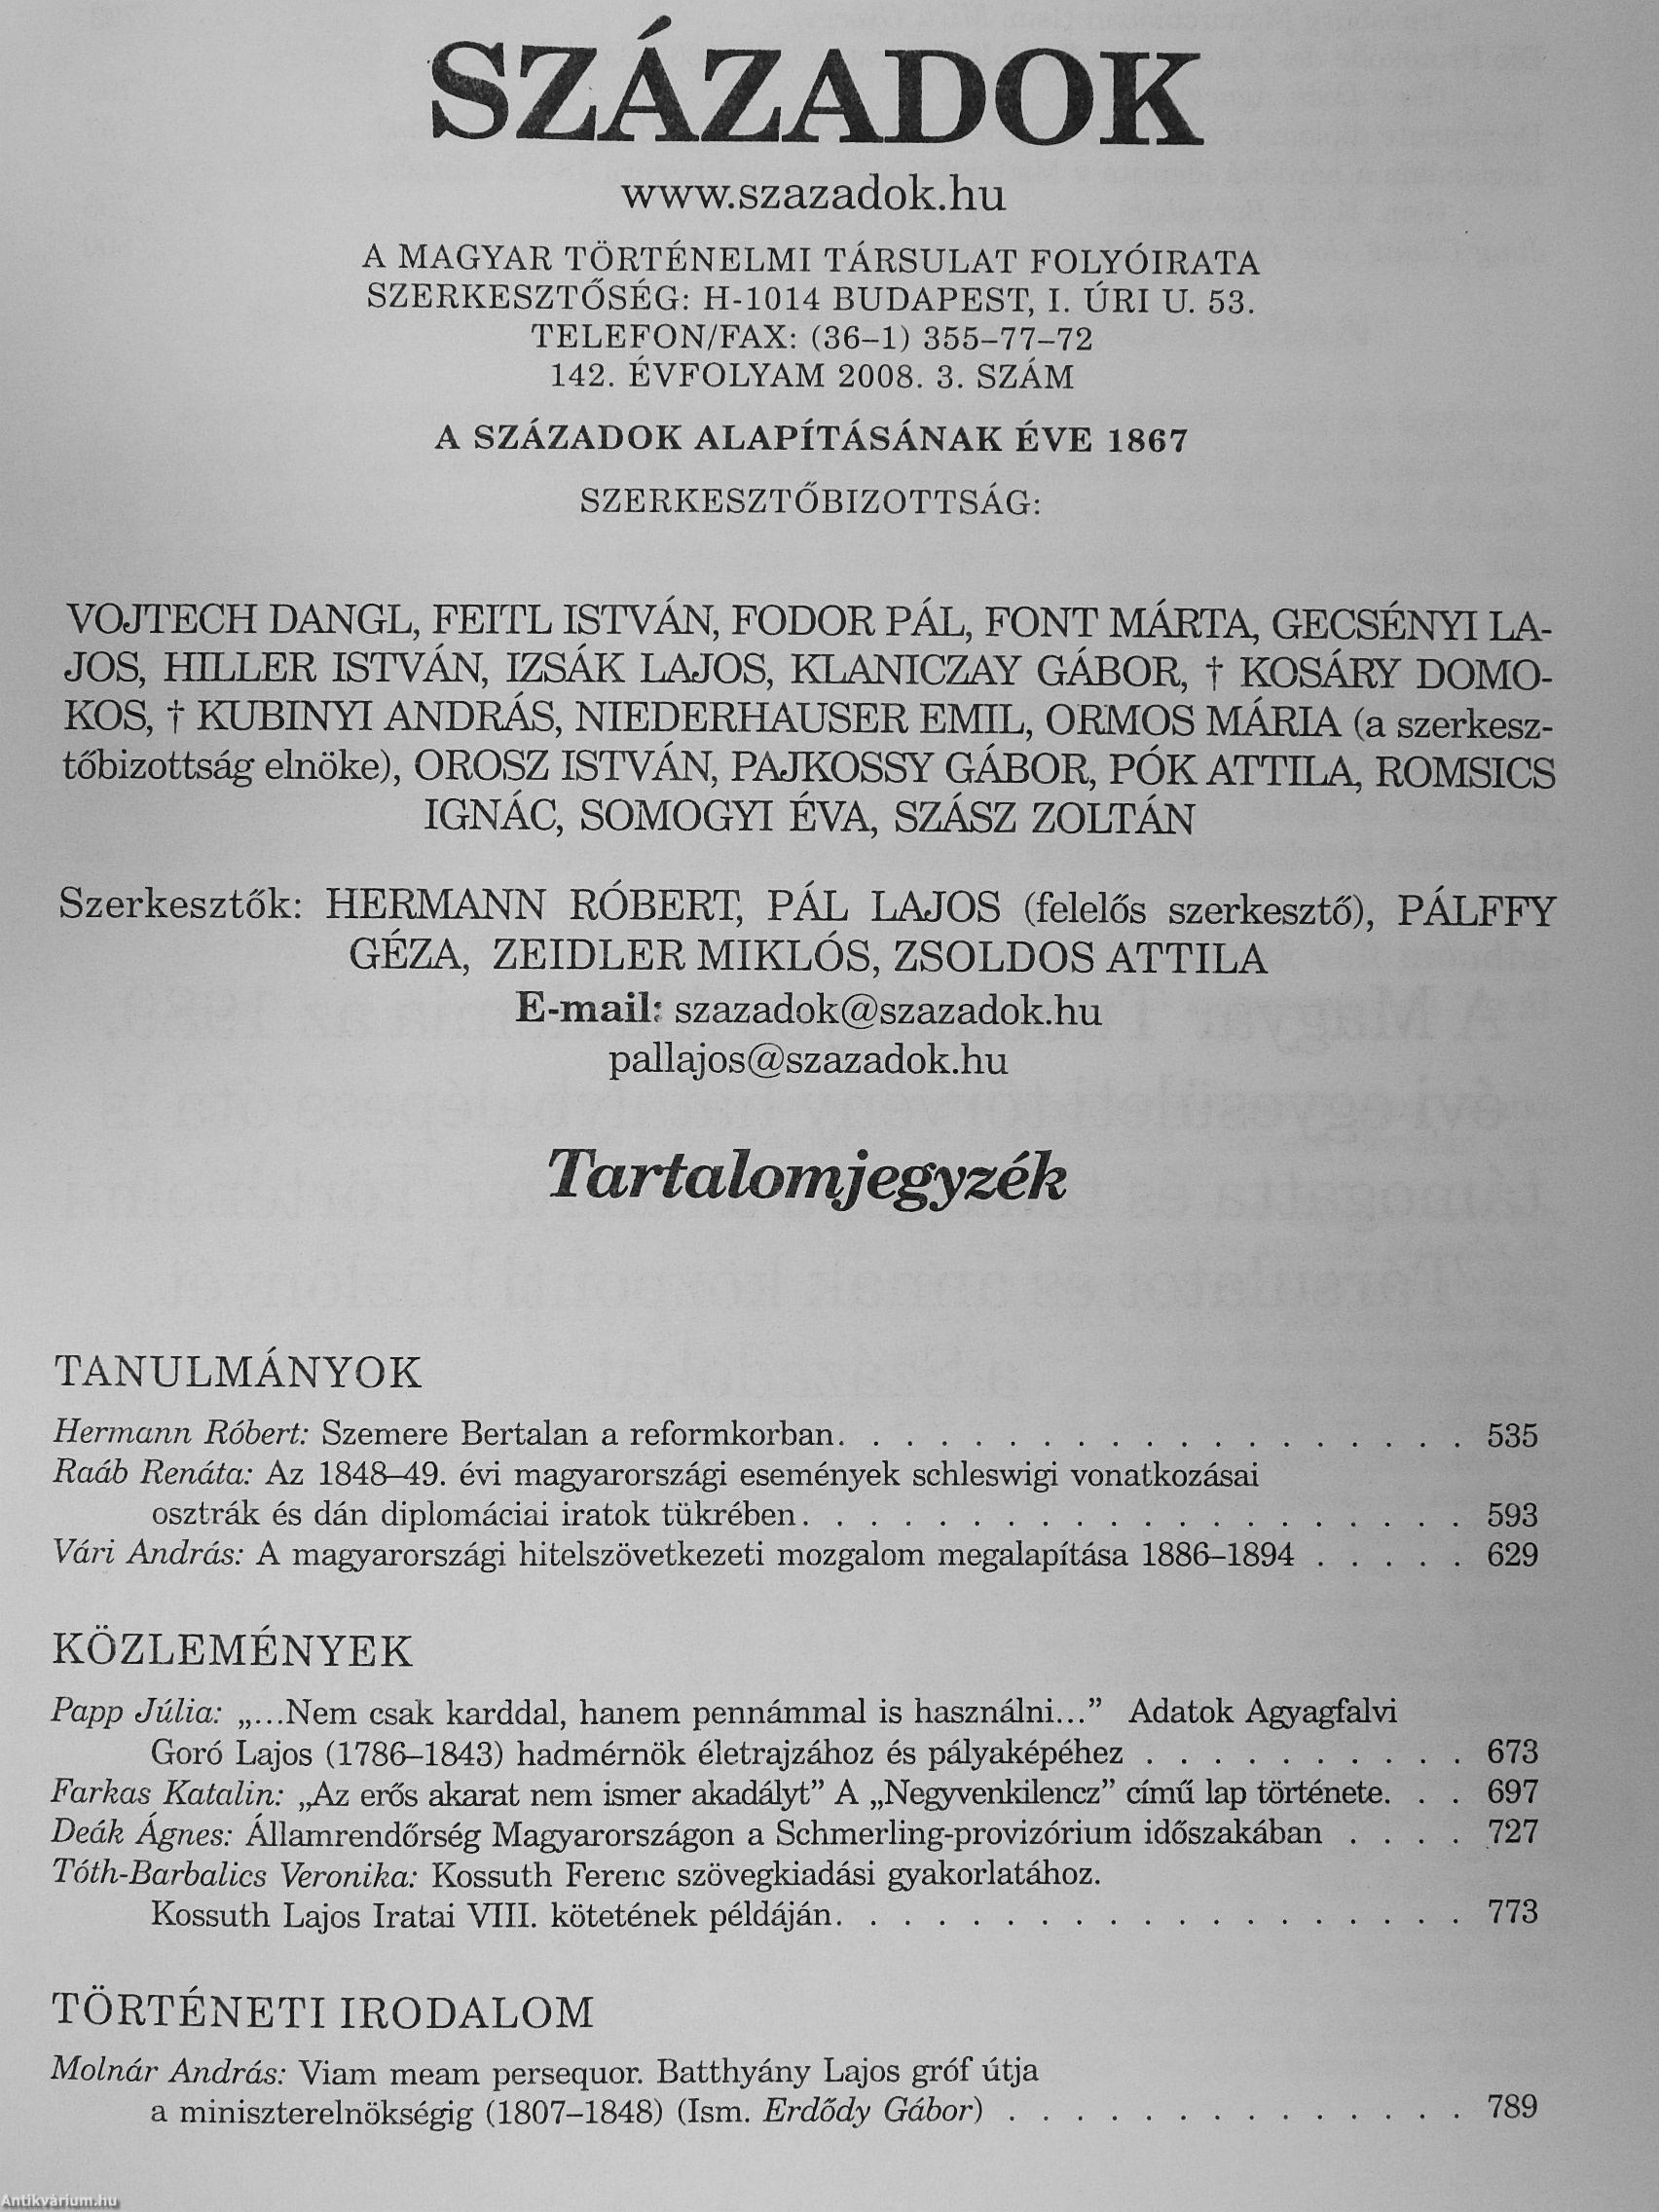 SZÁZADOK
www.szazadok.hu
A MAGYAR TÖRTÉNELMI TÁRSULAT FOLYÓIRATA
SZERKESZTŐSÉG: H-1014 BUDAPEST, I. ÚRI U. 53.
TELEFON/FAX: (36–1) 355–77–72
142. ÉVFOLYAM 2008. 3. SZÁM
A SZÁZADOK ALAPÍTÁSÁNAK ÉVE 1867
SZERKESZTŐBIZOTTSÁG:
VOJTECH DANGL, FEITL ISTVÁN, FODOR PÁL, FONT MÁRTA, GECSÉNYI LA-
JOS, HILLER ISTVÁN, IZSÁK LAJOS, KLANICZAY GÁBOR, † KOSÁRY DOMO-
KOS, † KUBINYI ANDRÁS, NIEDERHAUSER EMIL, ORMOS MÁRIA (a szerkesz-
tőbizottság elnöke), OROSZ ISTVÁN, PAJKOSSY GÁBOR, PÓK ATTILA, ROMSICS
IGNÁC, SOMOGYI ÉVA, SZÁSZ ZOLTÁN
Szerkesztők: HERMANN RÓBERT, PÁL LAJOS (felelős szerkesztő), PÁLFFY
GÉZA, ZEIDLER MIKLÓS, ZSOLDOS ATTILA
E-mail: szazadok@szazadok.hu
pallajos@szazadok.hu
Tartalomjegyzék
TANULMÁNYOK
Hermann Róbert: Szemere Bertalan a reformkorban. . . . . . . . . . . . . . . . . . . . 535
Raáb Renáta: Az 1848–49. évi magyarországi események schleswigi vonatkozásai
osztrák és dán diplomáciai iratok tükrében. . . . . . . . . . . . . . . . . . . . . 593
Vári András: A magyarországi hitelszövetkezeti mozgalom megalapítása 1886–1894 . . . . . 629
KÖZLEMÉNYEK
Papp Júlia: „...Nem csak karddal, hanem pennámmal is használni...” Adatok Agyagfalvi
Goró Lajos (1786–1843) hadmérnök életrajzához és pályaképéhez . . . . . . . . . . 673
Farkas Katalin: „Az erős akarat nem ismer akadályt” A „Negyvenkilencz” című lap története. . . 697
Deák Ágnes: Államrendőrség Magyarországon a Schmerling-provizórium időszakában . . . . 727
Tóth-Barbalics Veronika: Kossuth Ferenc szövegkiadási gyakorlatához.
Kossuth Lajos Iratai VIII. kötetének példáján. . . . . . . . . . . . . . . . . . . . 773
TÖRTÉNETI IRODALOM
Molnár András: Viam meam persequor. Batthyány Lajos gróf útja
a miniszterelnökségig (1807–1848) (Ism. Erdődy Gábor) . . . . . . . . . . . . . . 789
Antikvárium.hu